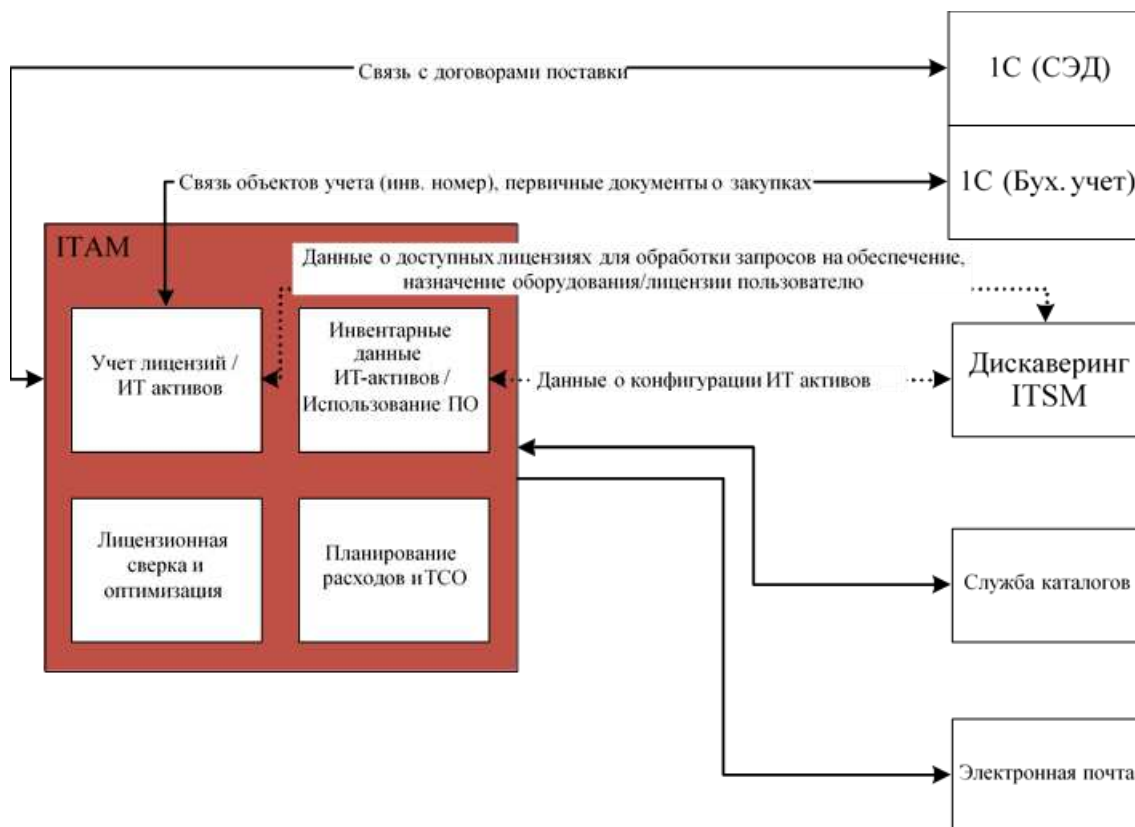 Связь с договорами поставки
1С (СЭД)
Связь объектов учета (инв. номер), первичные документы о закупках
1С (Бух. учет)
ITAM
Данные о доступных лицензиях для обработки запросов на обеспечение,
назначение оборудования/лицензии пользователю
Учет лицензий /
ИТ активов
Инвентарные
данные
ИТ-активов /
Использование ПО
Данные о конфигурации ИТ активов
Дискаверинг
ITSM
Лицензионная
сверка и
оптимизация
Планирование
расходов и ТСО
Служба каталогов
Электронная почта